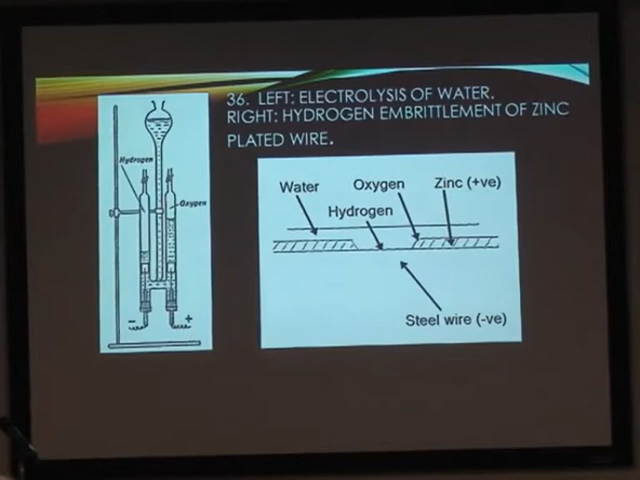 36. LEFT: ELECTROLYSIS OF WATER.
RIGHT: HYDROGEN EMBRITTLEMENT OF ZINC
PLATED WIRE.
Hydrogen
Oxygen
−
+
Water
Oxygen
Zinc (+ve)
Hydrogen
Steel wire (-ve)